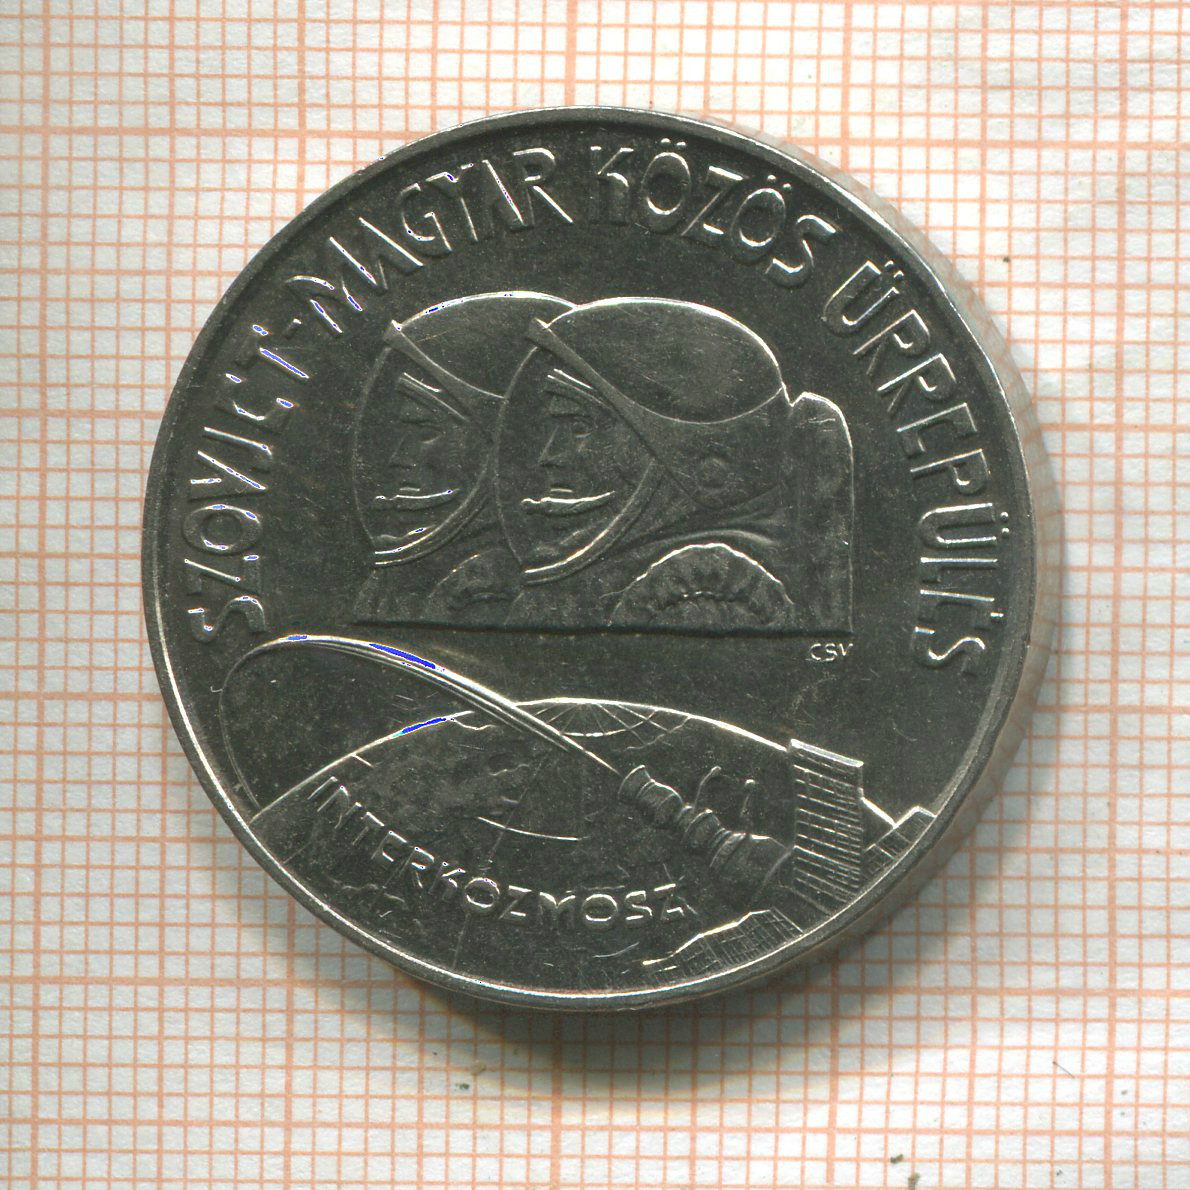 SZOVJET-MAGYAR KÖZÖS ŰRREPÜLÉS
CSV
INTERKOZMOSZ